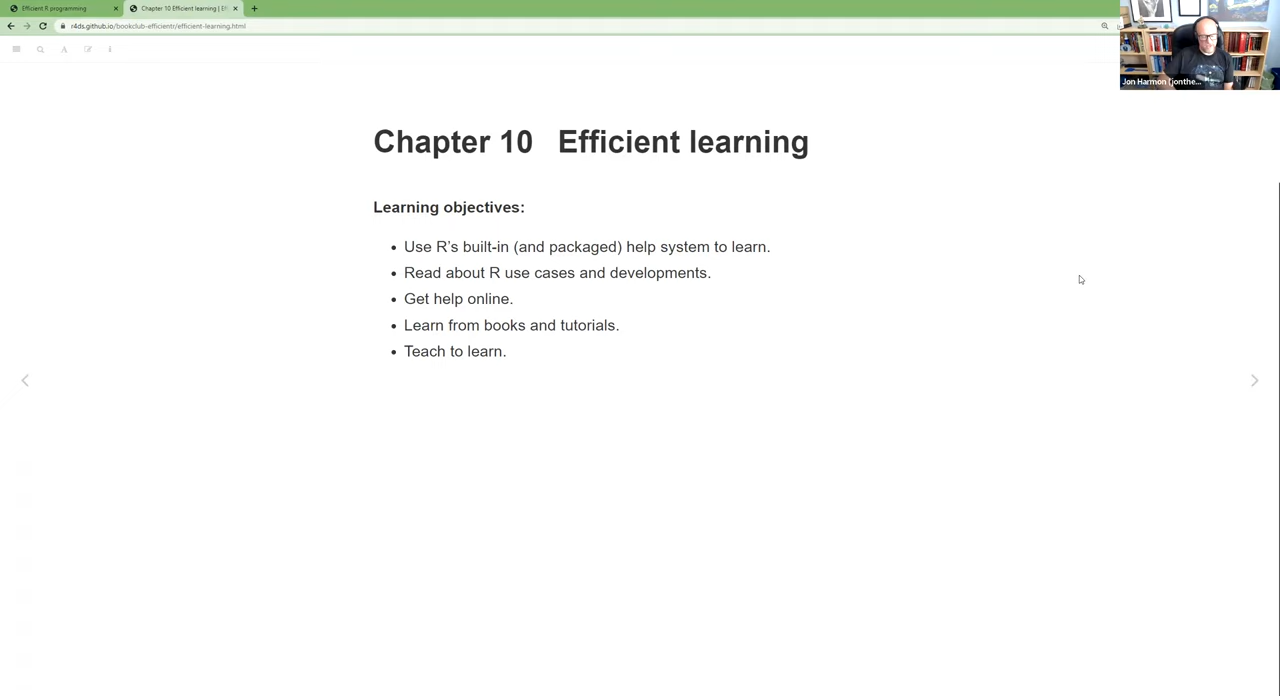 Efficient R programming
Chapter 10 Efficient learning | Ef
r4ds.github.io/bookclub-efficientr/efficient-learning.html
Jon Harmon (jonthe...
Chapter 10 Efficient learning
Learning objectives:
• Use R's built-in (and packaged) help system to learn.
• Read about R use cases and developments.
• Get help online.
• Learn from books and tutorials.
• Teach to learn.